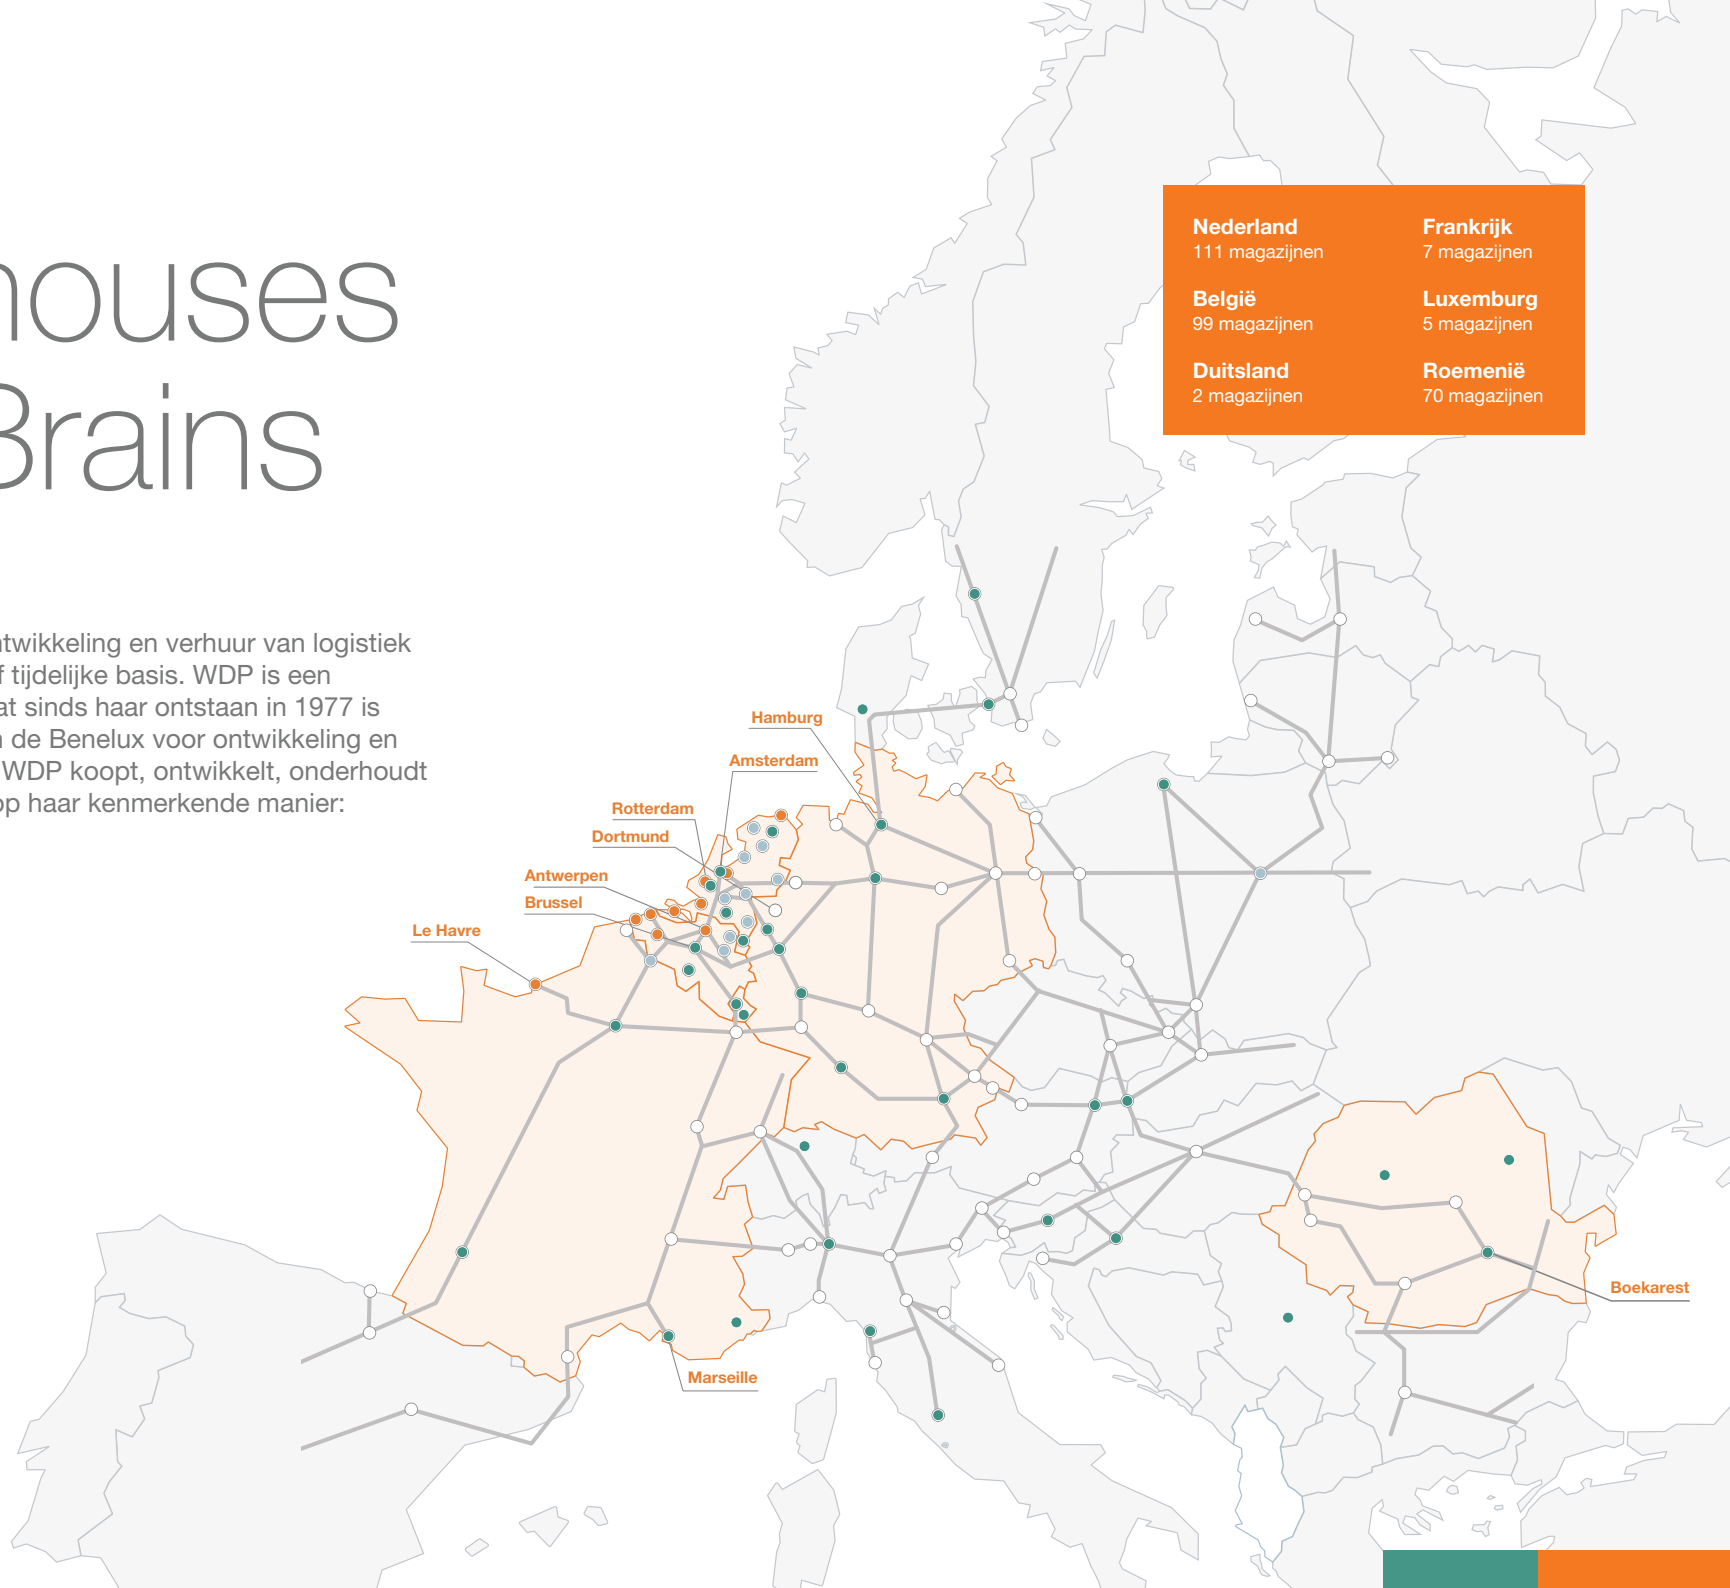 houses
Brains
ntwikkeling en verhuur van logistiek
f tijdelijke basis. WDP is een
at sinds haar ontstaan in 1977 is
n de Benelux voor ontwikkeling en
WDP koopt, ontwikkelt, onderhoudt
op haar kenmerkende manier:
Nederland
111 magazijnen
België
99 magazijnen
Duitsland
2 magazijnen
Frankrijk
7 magazijnen
Luxemburg
5 magazijnen
Roemenië
70 magazijnen
Hamburg
Amsterdam
Rotterdam
Dortmund
Antwerpen
Brussel
Le Havre
Boekarest
Marseille